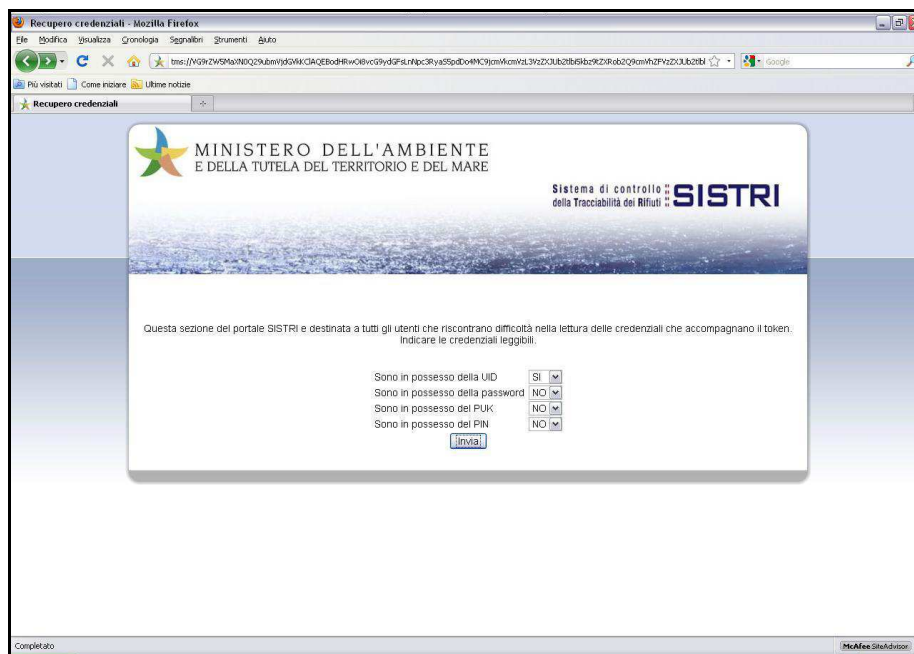 Recupero credenziali - Mozilla Firefox
File Modifica Visualizza Cronologia Segnalibri Strumenti Aiuto
Google
Più visitati Come iniziare Ultime notizie
Recupero credenziali
MINISTERO DELL'AMBIENTE
E DELLA TUTELA DEL TERRITORIO E DEL MARE
Sistema di controllo
della Tracciabilità dei Rifiuti
SISTRI
Questa sezione del portale SISTRI e destinata a tutti gli utenti che riscontrano difficoltà nella lettura delle credenziali che accompagnano il token.
Indicare le credenziali leggibili.
Sono in possesso della UID SI
Sono in possesso della password NO
Sono in possesso del PUK NO
Sono in possesso del PIN NO
Invia
Completato
McAfee SiteAdvisor